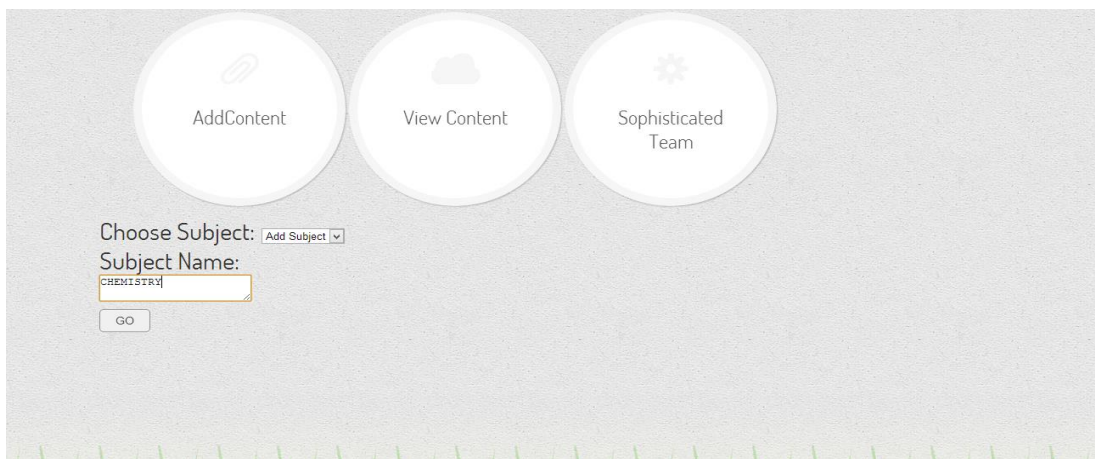 AddContent
View Content
Sophisticated
Team
Choose Subject: Add Subject
Subject Name:
CHEMISTRY
GO